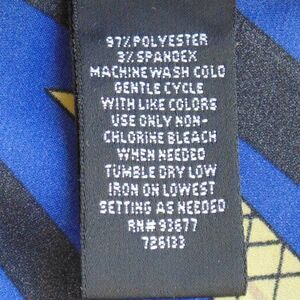 97% POLYESTER
3% SPANDEX
MACHINE WASH COLD
GENTLE CYCLE
WITH LIKE COLORS
USE ONLY NON-
CHLORINE BLEACH
WHEN NEEDED
TUMBLE DRY LOW
IRON ON LOWEST
SETTING AS NEEDED
RN# 93677
726133